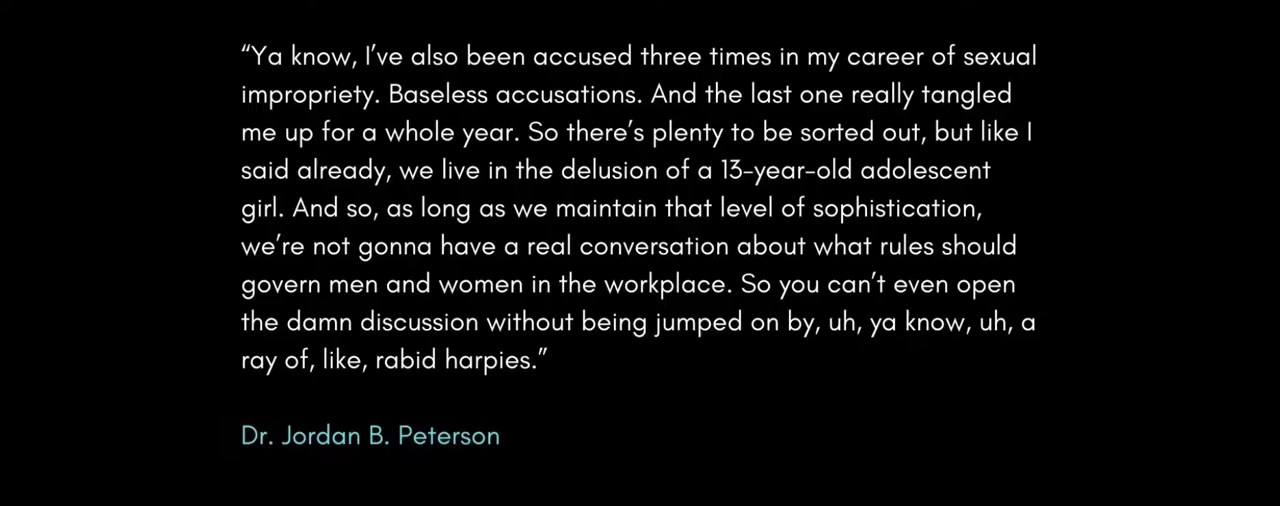 “Ya know, I’ve also been accused three times in my career of sexual
impropriety. Baseless accusations. And the last one really tangled
me up for a whole year. So there’s plenty to be sorted out, but like I
said already, we live in the delusion of a 13-year-old adolescent
girl. And so, as long as we maintain that level of sophistication,
we’re not gonna have a real conversation about what rules should
govern men and women in the workplace. So you can’t even open
the damn discussion without being jumped on by, uh, ya know, uh, a
ray of, like, rabid harpies.”
Dr. Jordan B. Peterson